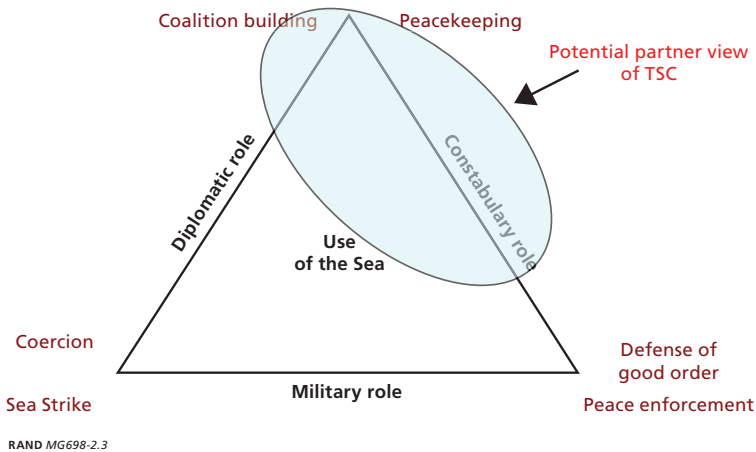 Coalition building
Peacekeeping
Potential partner view
of TSC
Diplomatic role
Constabulary role
Use
of the Sea
Coercion
Defense of
good order
Military role
Sea Strike
Peace enforcement
RAND MG698-2.3